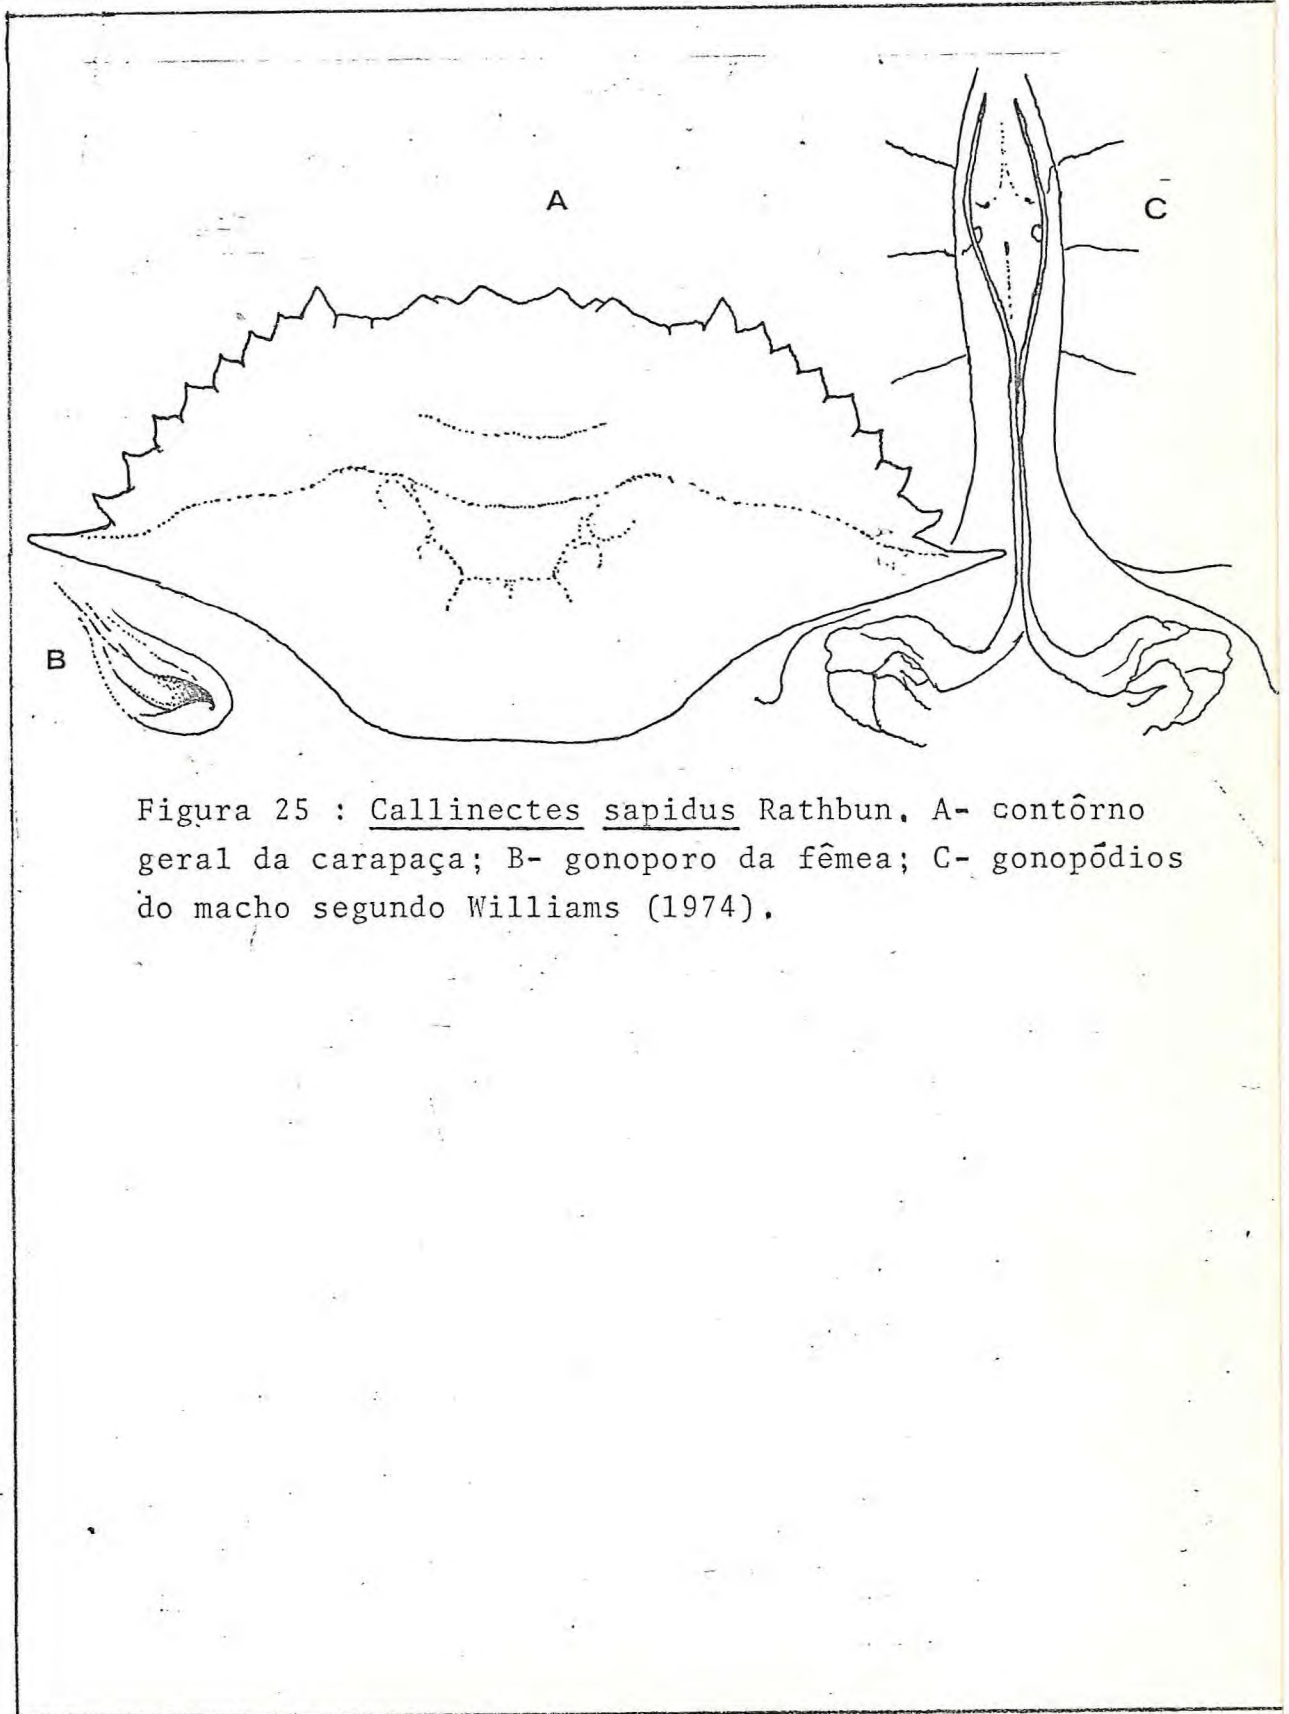 A
C
B
Figura 25 : Callinectes sapidus Rathbun. A- contôrno
geral da carapaça; B- gonoporo da fêmea; C- gonopódios
do macho segundo Williams (1974).